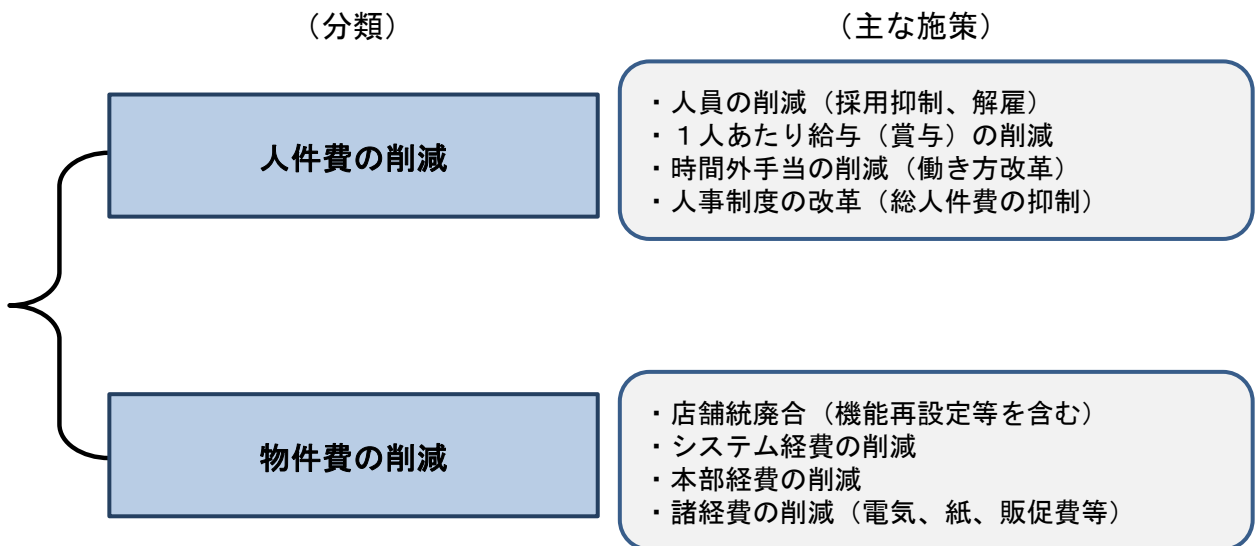 （分類）
（主な施策）
人件費の削減
・人員の削減（採用抑制、解雇）
・１人あたり給与（賞与）の削減
・時間外手当の削減（働き方改革）
・人事制度の改革（総人件費の抑制）
物件費の削減
・店舗統廃合（機能再設定等を含む）
・システム経費の削減
・本部経費の削減
・諸経費の削減（電気、紙、販促費等）